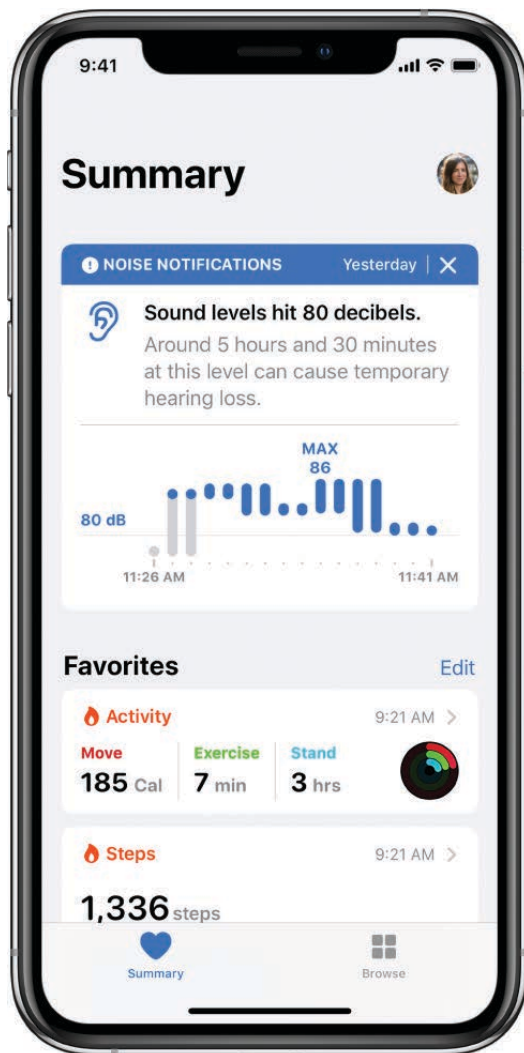 9:41
Summary
NOISE NOTIFICATIONS Yesterday
Sound levels hit 80 decibels.
Around 5 hours and 30 minutes
at this level can cause temporary
hearing loss.
MAX
86
80 dB
11:26 AM 11:41 AM
Favorites Edit
Activity 9:21 AM
Move Exercise Stand
185 Cal 7 min 3 hrs
Steps 9:21 AM
1,336 steps
Summary Browse